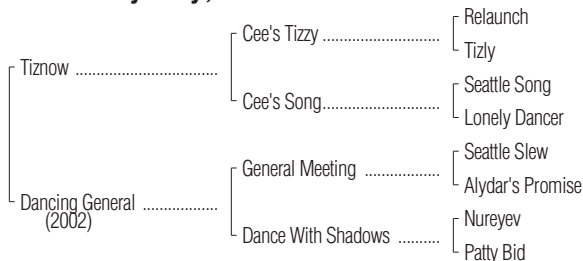 Relaunch
Cee's Tizzy ........................
Tizly
Tiznow .................................
Seattle Song
Cee's Song.........................
Lonely Dancer
Seattle Slew
General Meeting .................
Alydar's Promise
Dancing General .................
(2002)
Nureyev
Dance With Shadows .........
Patty Bid